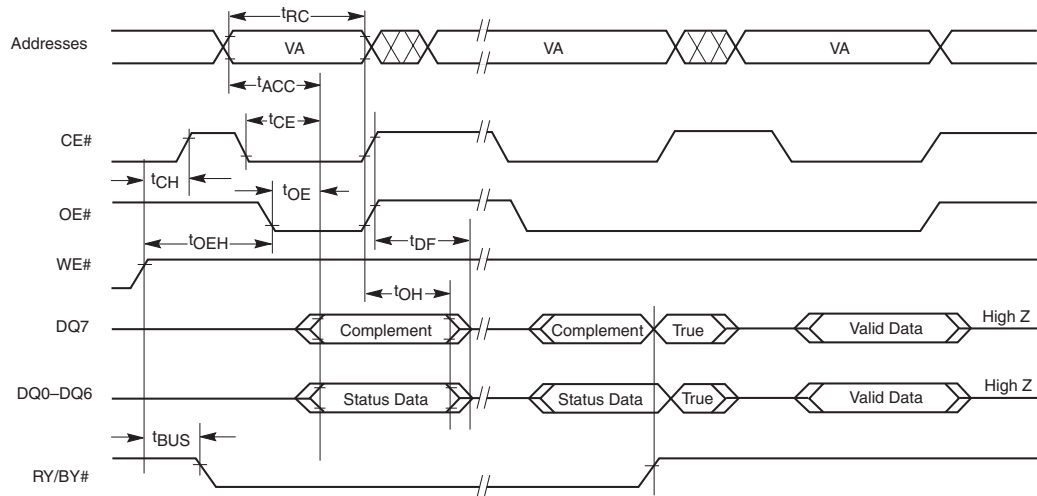 tRC
Addresses VA VA VA
tACC
tCE
CE#
tCH tOE
OE#
tOEH tDF
WE#
tOH
DQ7 Complement Complement True Valid Data High Z
DQ0–DQ6 Status Data Status Data True Valid Data High Z
tBUS
RY/BY#